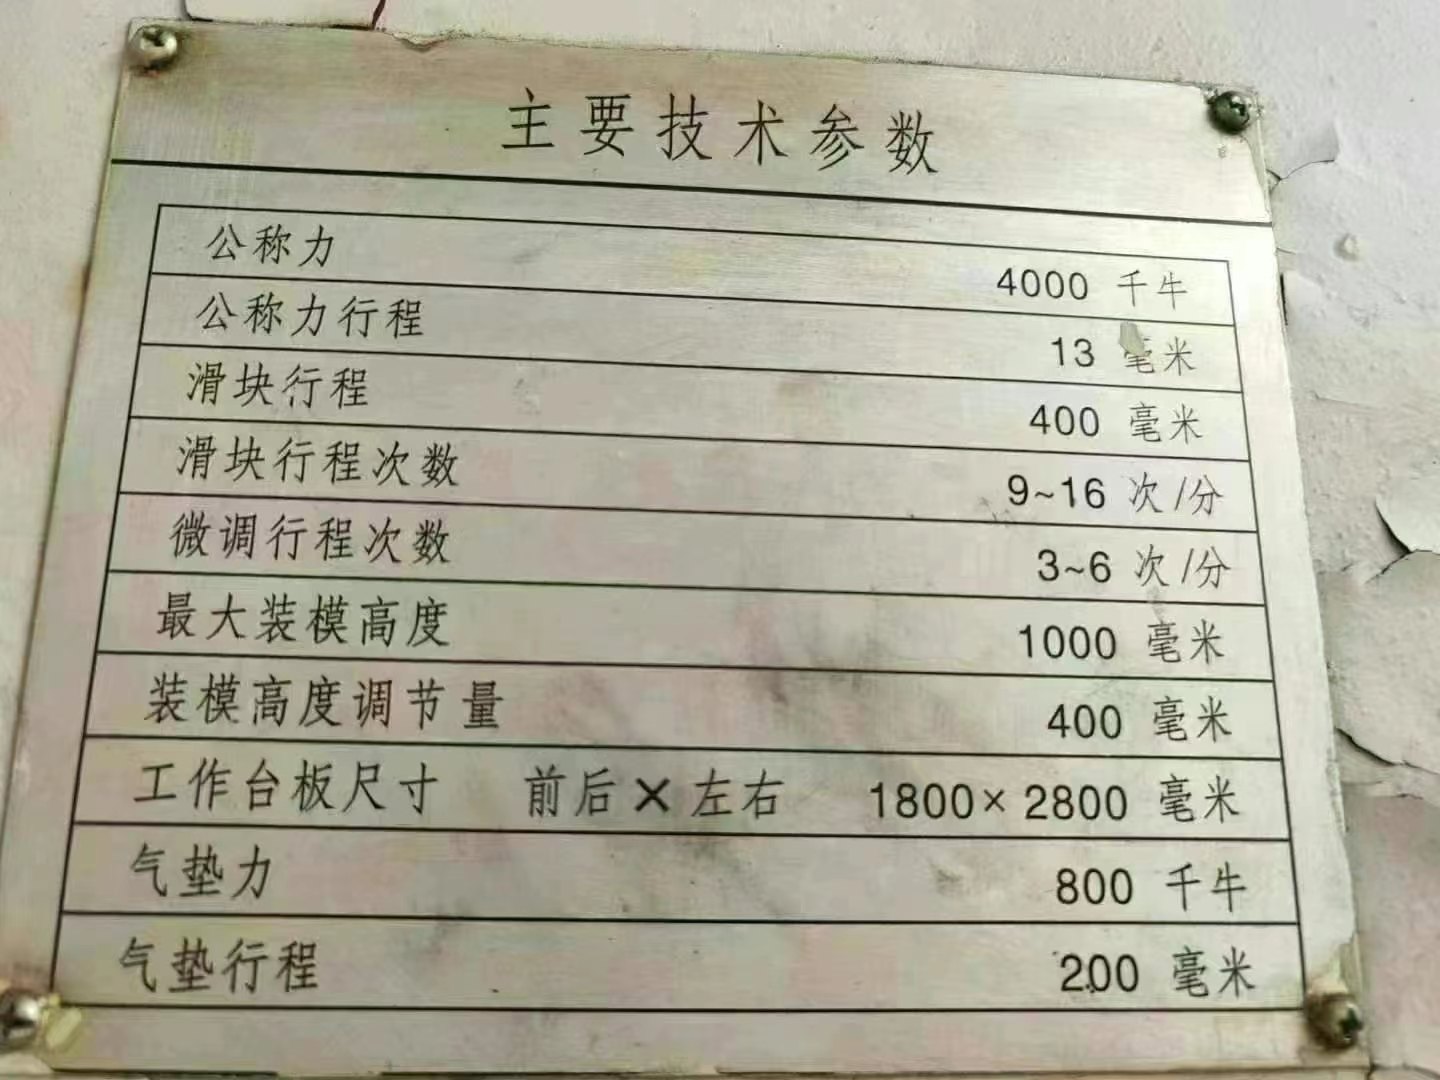 主要技术参数
公称力 4000 千牛
公称力行程 13 毫米
滑块行程 400 毫米
滑块行程次数 9~16 次/分
微调行程次数 3~6 次/分
最大装模高度 1000 毫米
装模高度调节量 400 毫米
工作台板尺寸 前后×左右 1800×2800 毫米
气垫力 800 千牛
气垫行程 200 毫米